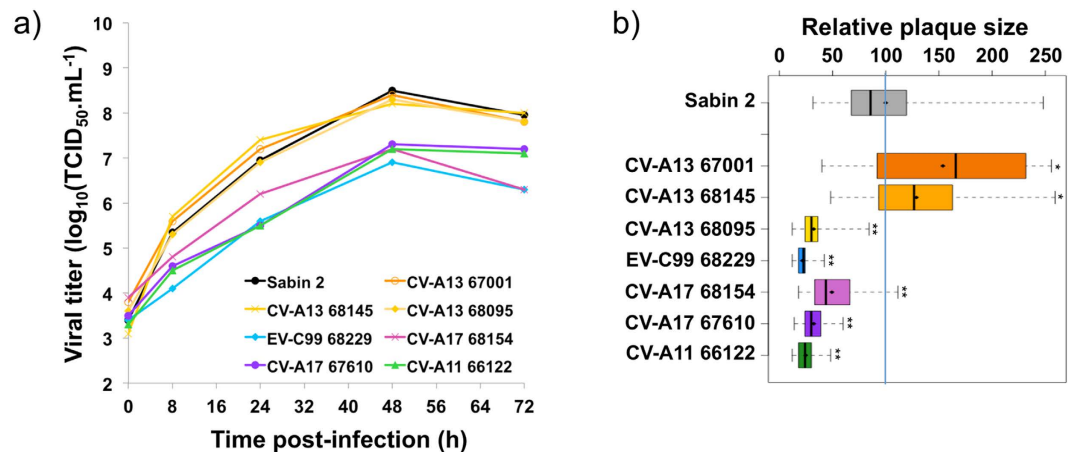 a)
Viral titer (log10(TCID50.mL-1)
10
9
8
7
6
5
4
3
2
0 8 16 24 32 40 48 56 64 72
Time post-infection (h)
Sabin 2 CV-A13 67001
CV-A13 68145 CV-A13 68095
EV-C99 68229 CV-A17 68154
CV-A17 67610 CV-A11 66122
b)
Relative plaque size
0 50 100 150 200 250
Sabin 2
CV-A13 67001 *
CV-A13 68145 *
CV-A13 68095 **
EV-C99 68229 **
CV-A17 68154 **
CV-A17 67610 **
CV-A11 66122 **